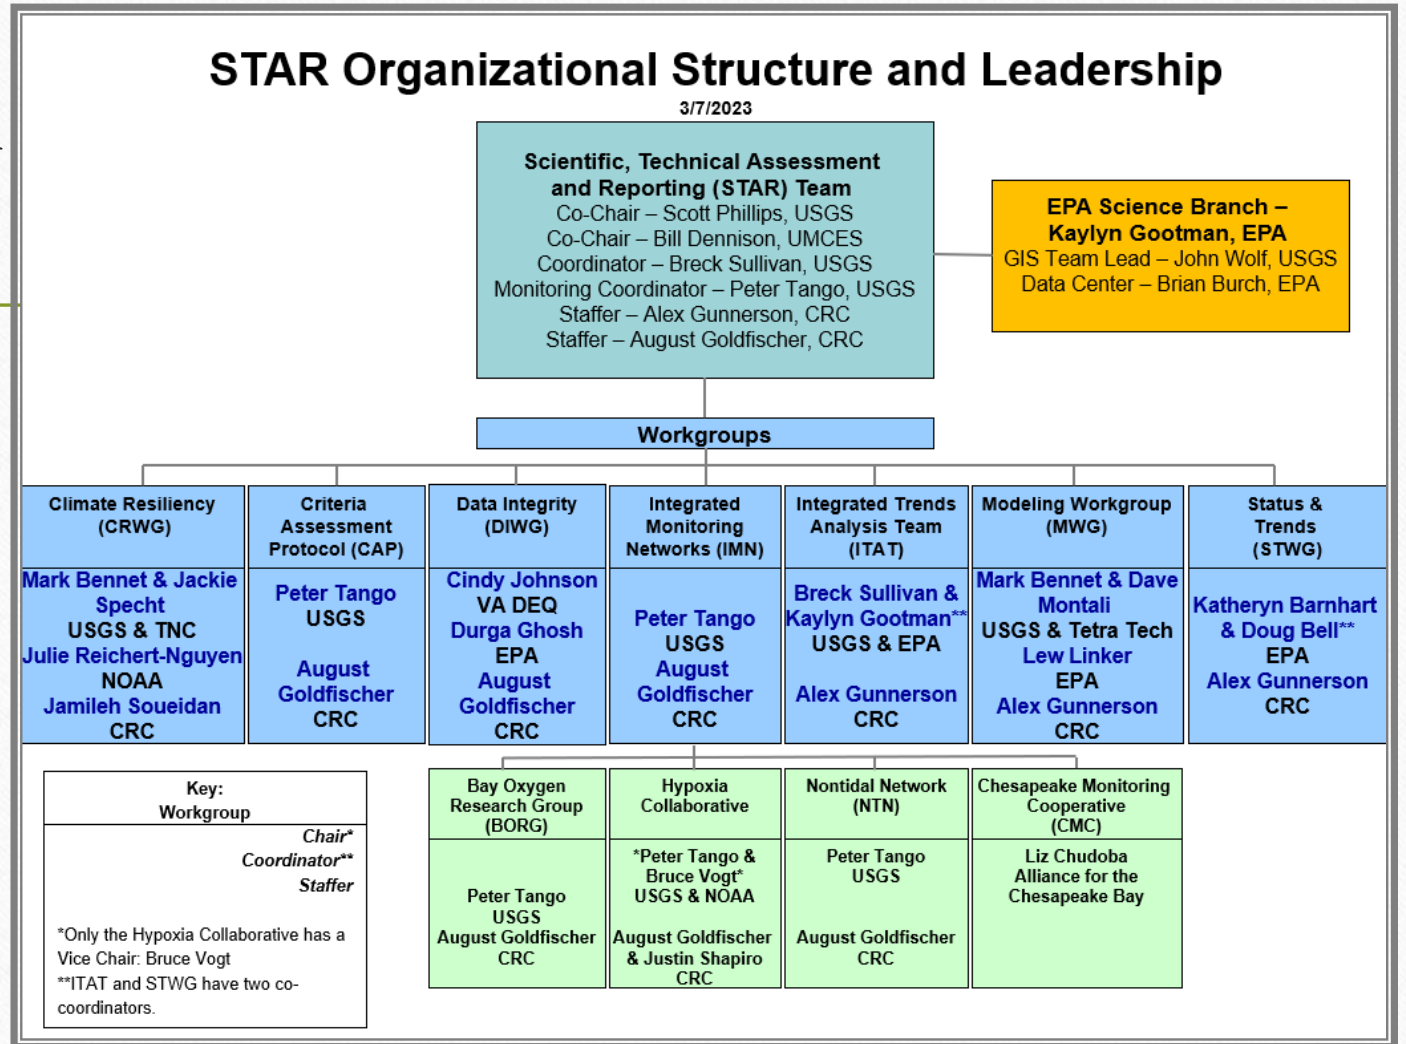 STAR Organizational Structure and Leadership
3/7/2023
Scientific, Technical Assessment
and Reporting (STAR) Team
Co-Chair – Scott Phillips, USGS
Co-Chair – Bill Dennison, UMCES
Coordinator – Breck Sullivan, USGS
Monitoring Coordinator – Peter Tango, USGS
Staffer – Alex Gunnerson, CRC
Staffer – August Goldfischer, CRC
EPA Science Branch –
Kaylyn Gootman, EPA
GIS Team Lead – John Wolf, USGS
Data Center – Brian Burch, EPA
Workgroups
Climate Resiliency
(CRWG)
Mark Bennet & Jackie
Specht
USGS & TNC
Julie Reichert-Nguyen
NOAA
Jamileh Soueidan
CRC
Criteria
Assessment
Protocol (CAP)
Peter Tango
USGS
August
Goldfischer
CRC
Data Integrity
(DIWG)
Cindy Johnson
VA DEQ
Durga Ghosh
EPA
August
Goldfischer
CRC
Integrated
Monitoring
Networks (IMN)
Peter Tango
USGS
August
Goldfischer
CRC
Integrated Trends
Analysis Team
(ITAT)
Breck Sullivan &
Kaylyn Gootman**
USGS & EPA
Alex Gunnerson
CRC
Modeling Workgroup
(MWG)
Mark Bennet & Dave
Montali
USGS & Tetra Tech
Lew Linker
EPA
Alex Gunnerson
CRC
Status &
Trends
(STWG)
Katheryn Barnhart
& Doug Bell**
EPA
Alex Gunnerson
CRC
Key:
Workgroup
Chair*
Coordinator**
Staffer
*Only the Hypoxia Collaborative has a
Vice Chair: Bruce Vogt
**ITAT and STWG have two co-
coordinators.
Bay Oxygen
Research Group
(BORG)
Peter Tango
USGS
August Goldfischer
CRC
Hypoxia
Collaborative
*Peter Tango &
Bruce Vogt*
USGS & NOAA
August Goldfischer
& Justin Shapiro
CRC
Nontidal Network
(NTN)
Peter Tango
USGS
August Goldfischer
CRC
Chesapeake Monitoring
Cooperative
(CMC)
Liz Chudoba
Alliance for the
Chesapeake Bay